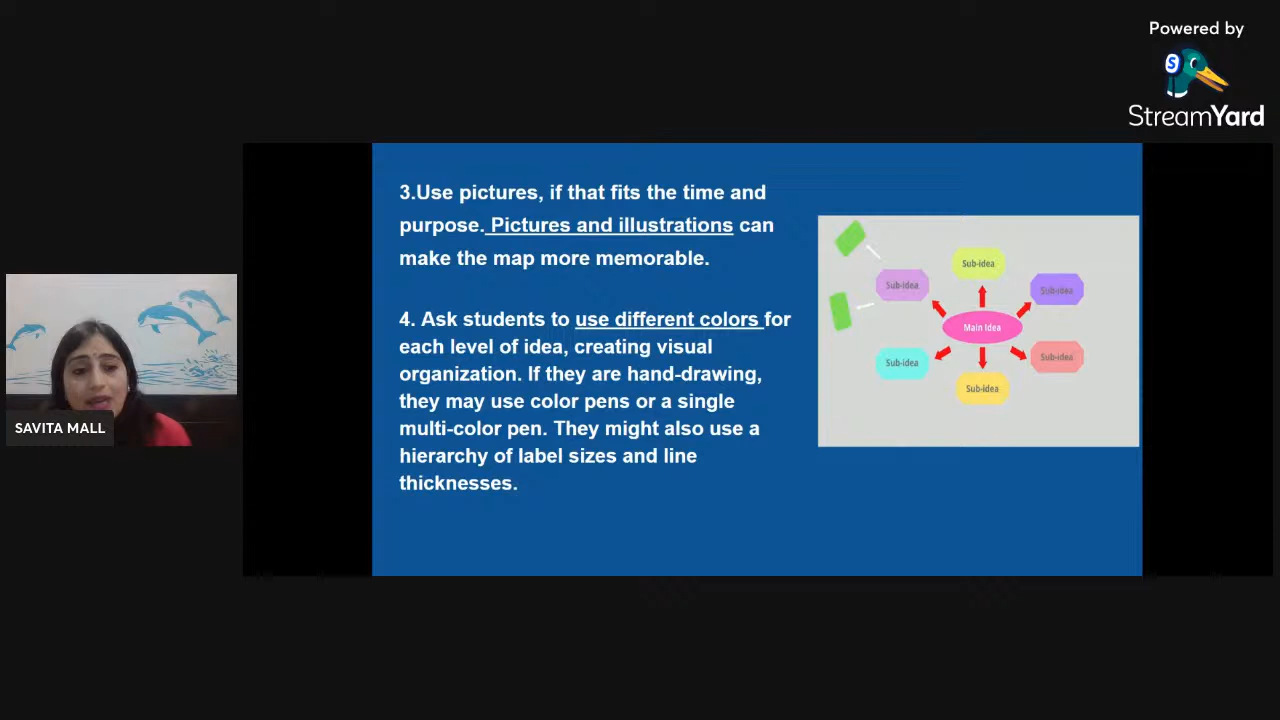 Powered by
S
StreamYard
3.Use pictures, if that fits the time and
purpose. Pictures and illustrations can
make the map more memorable.
4. Ask students to use different colors for
each level of idea, creating visual
organization. If they are hand-drawing,
they may use color pens or a single
multi-color pen. They might also use a
hierarchy of label sizes and line
thicknesses.
Sub-idea
Sub-idea
Sub-idea
Main Idea
Sub-idea
Sub-idea
Sub-idea
SAVITA MALL